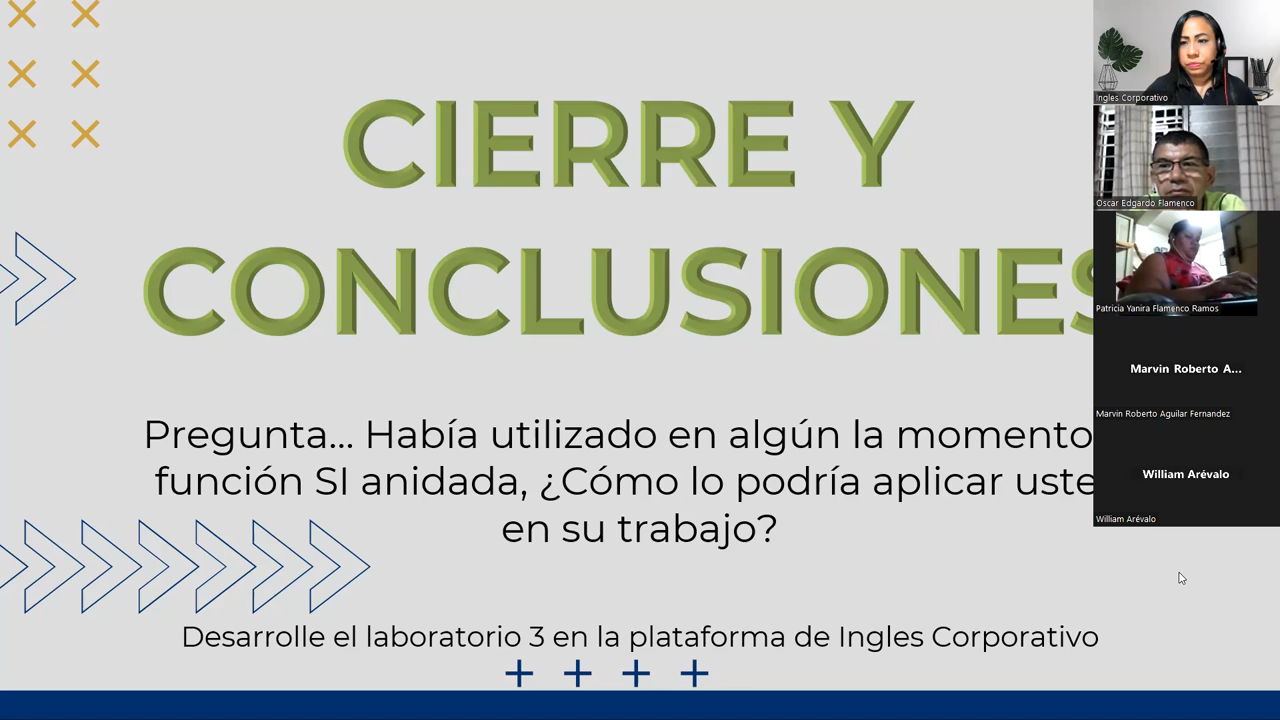 CIERRE Y
CONCLUSIONES
Pregunta... Había utilizado en algún la momento
función SI anidada, ¿Cómo lo podría aplicar uste
en su trabajo?
Desarrolle el laboratorio 3 en la plataforma de Ingles Corporativo
Ingles Corporativo
Oscar Edgardo Flamenco
Patricia Yanira Flamenco Ramos
Marvin Roberto A...
Marvin Roberto Aguilar Fernandez
William Arévalo
William Arévalo